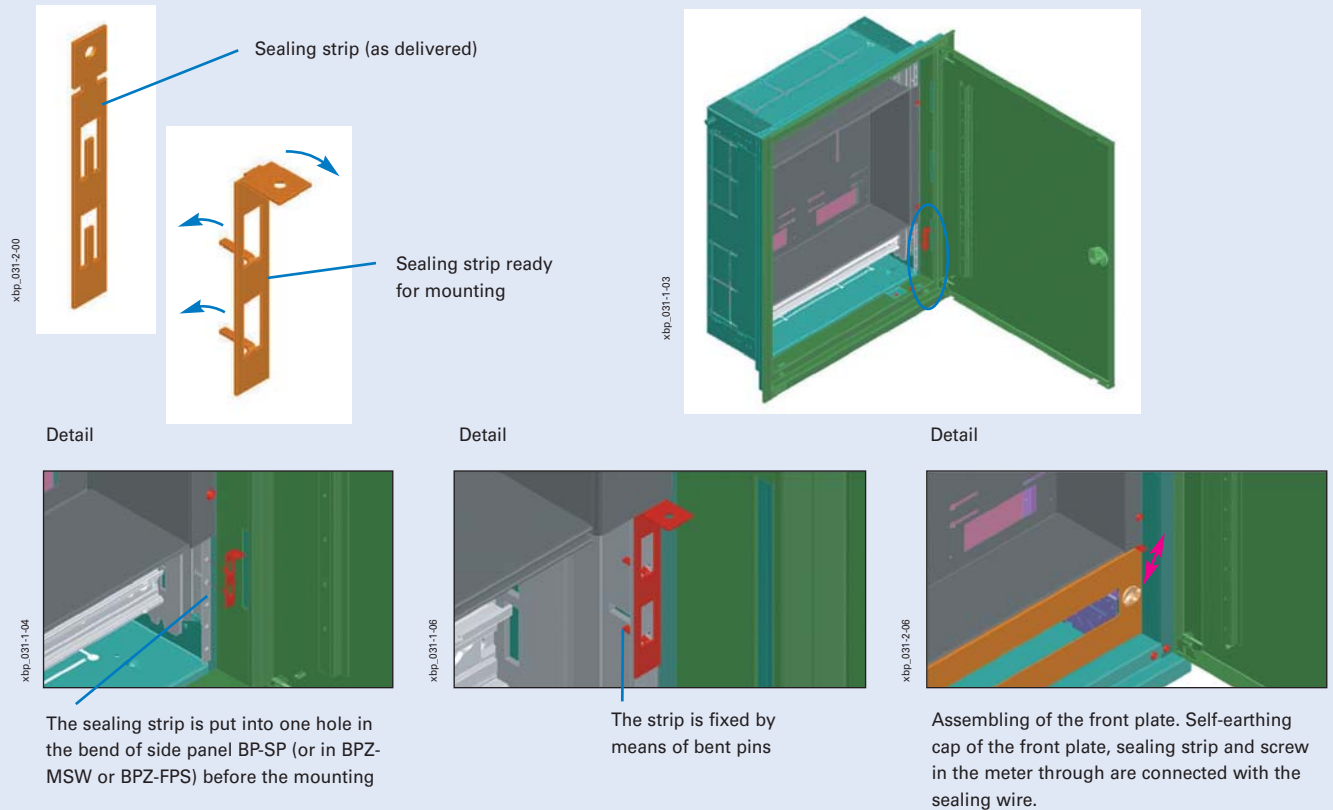 Sealing strip (as delivered)
xbp_031-2-00
Sealing strip ready
for mounting
xbp_031-1-03
Detail
Detail
Detail
xbp_031-1-04
xbp_031-1-06
xbp_031-2-06
The sealing strip is put into one hole in
the bend of side panel BP-SP (or in BPZ-
MSW or BPZ-FPS) before the mounting
The strip is fixed by
means of bent pins
Assembling of the front plate. Self-earthing
cap of the front plate, sealing strip and screw
in the meter through are connected with the
sealing wire.